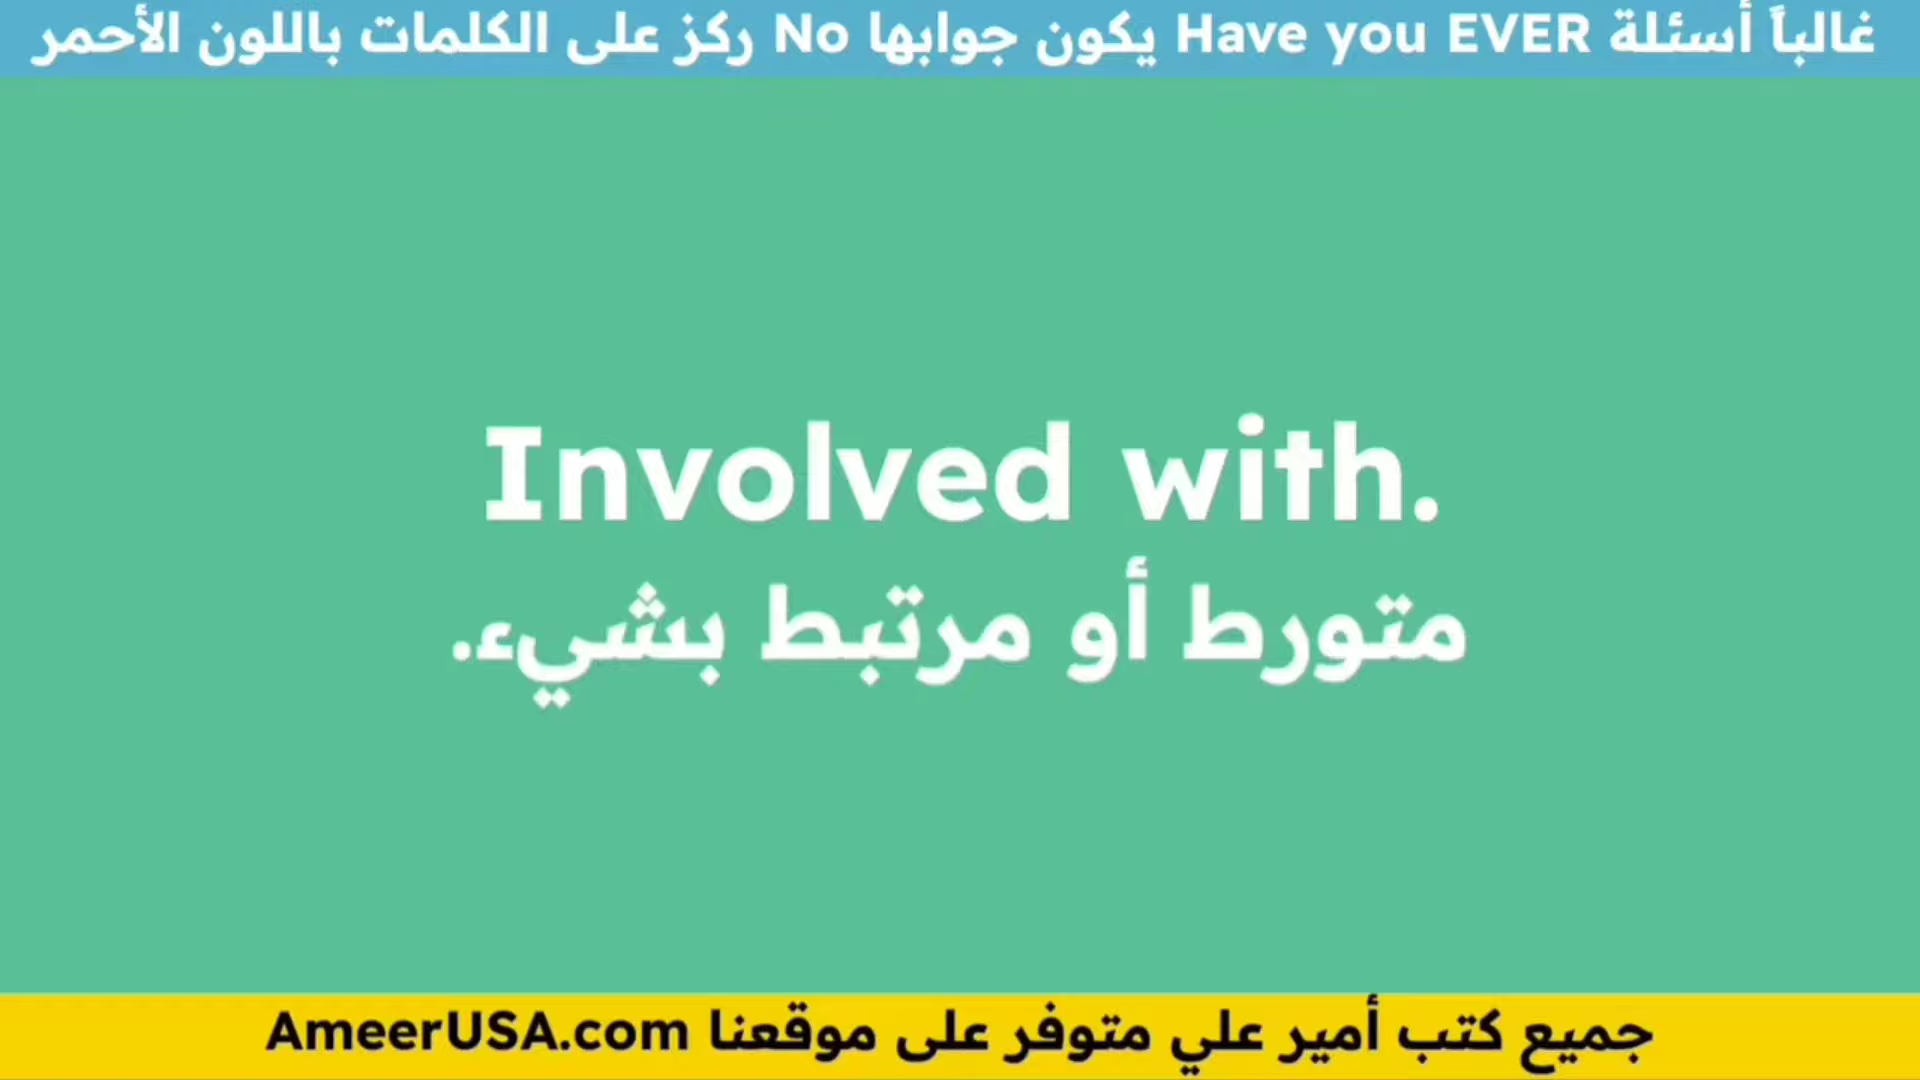 غالباً أسئلة Have you EVER يكون جوابها No ركز على الكلمات باللون الأحمر
Involved with.
متورط أو مرتبط بشيء.
جميع كتب أمير علي متوفر على موقعنا AmeerUSA.com